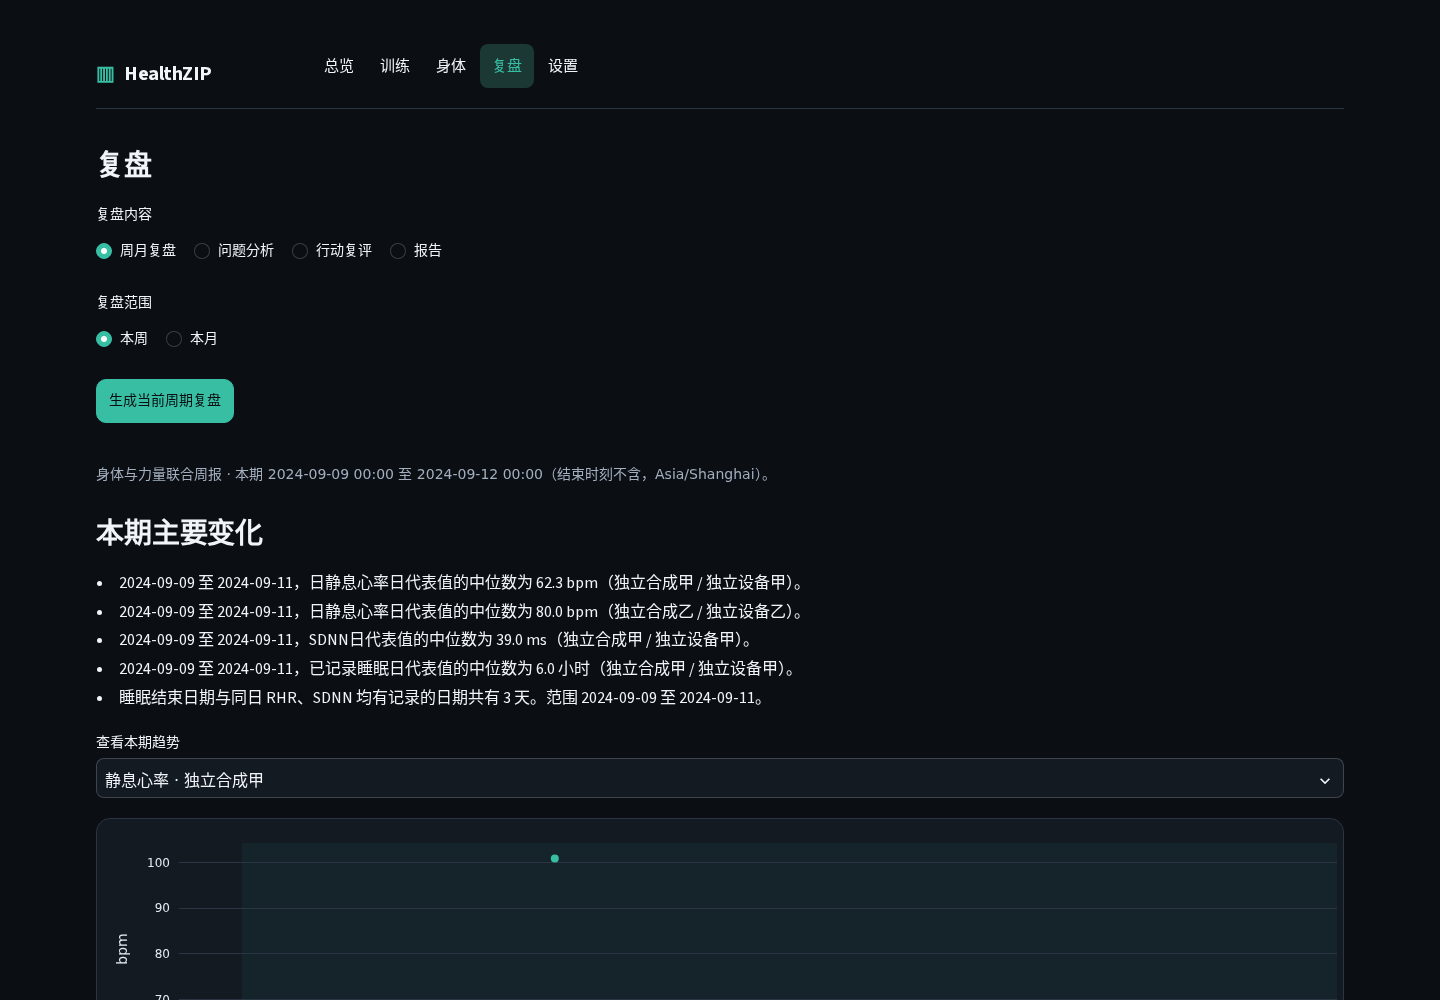 HealthZIP
总览 训练 身体 复盘 设置
复盘
复盘内容
周月复盘 问题分析 行动复评 报告
复盘范围
本周 本月
生成当前周期复盘
身体与力量联合周报 · 本期 2024-09-09 00:00 至 2024-09-12 00:00（结束时刻不含，Asia/Shanghai）。
本期主要变化
2024-09-09 至 2024-09-11，日静息心率日代表值的中位数为 62.3 bpm（独立合成甲 / 独立设备甲）。
2024-09-09 至 2024-09-11，日静息心率日代表值的中位数为 80.0 bpm（独立合成乙 / 独立设备乙）。
2024-09-09 至 2024-09-11，SDNN日代表值的中位数为 39.0 ms（独立合成甲 / 独立设备甲）。
2024-09-09 至 2024-09-11，已记录睡眠日代表值的中位数为 6.0 小时（独立合成甲 / 独立设备甲）。
睡眠结束日期与同日 RHR、SDNN 均有记录的日期共有 3 天。范围 2024-09-09 至 2024-09-11。
查看本期趋势
静息心率 · 独立合成甲
100
90
bpm
80
70